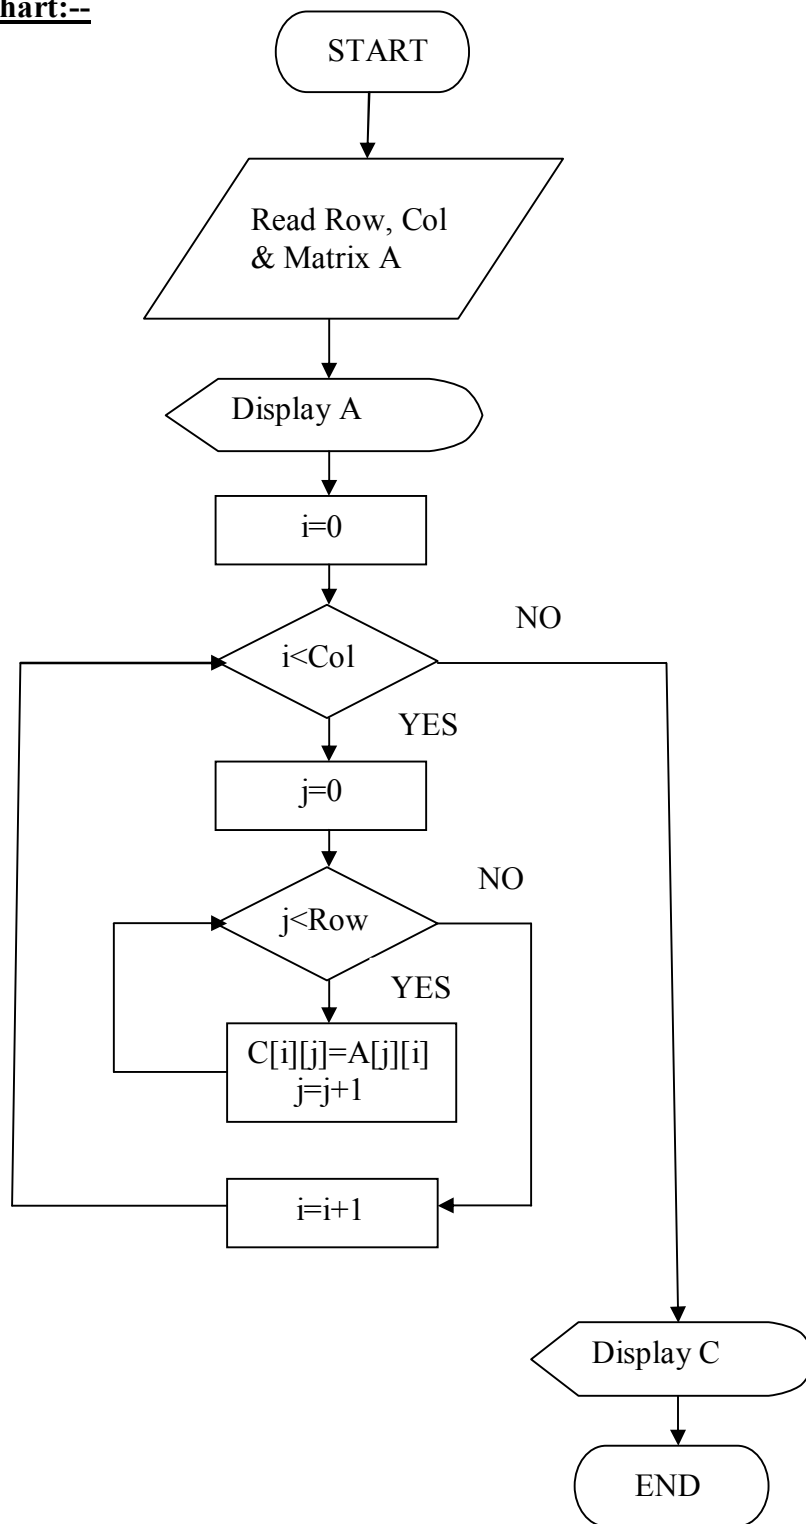 hart:--
START
Read Row, Col
& Matrix A
Display A
i=0
i<Col
NO
YES
j=0
j<Row
NO
YES
C[i][j]=A[j][i]
j=j+1
i=i+1
Display C
END